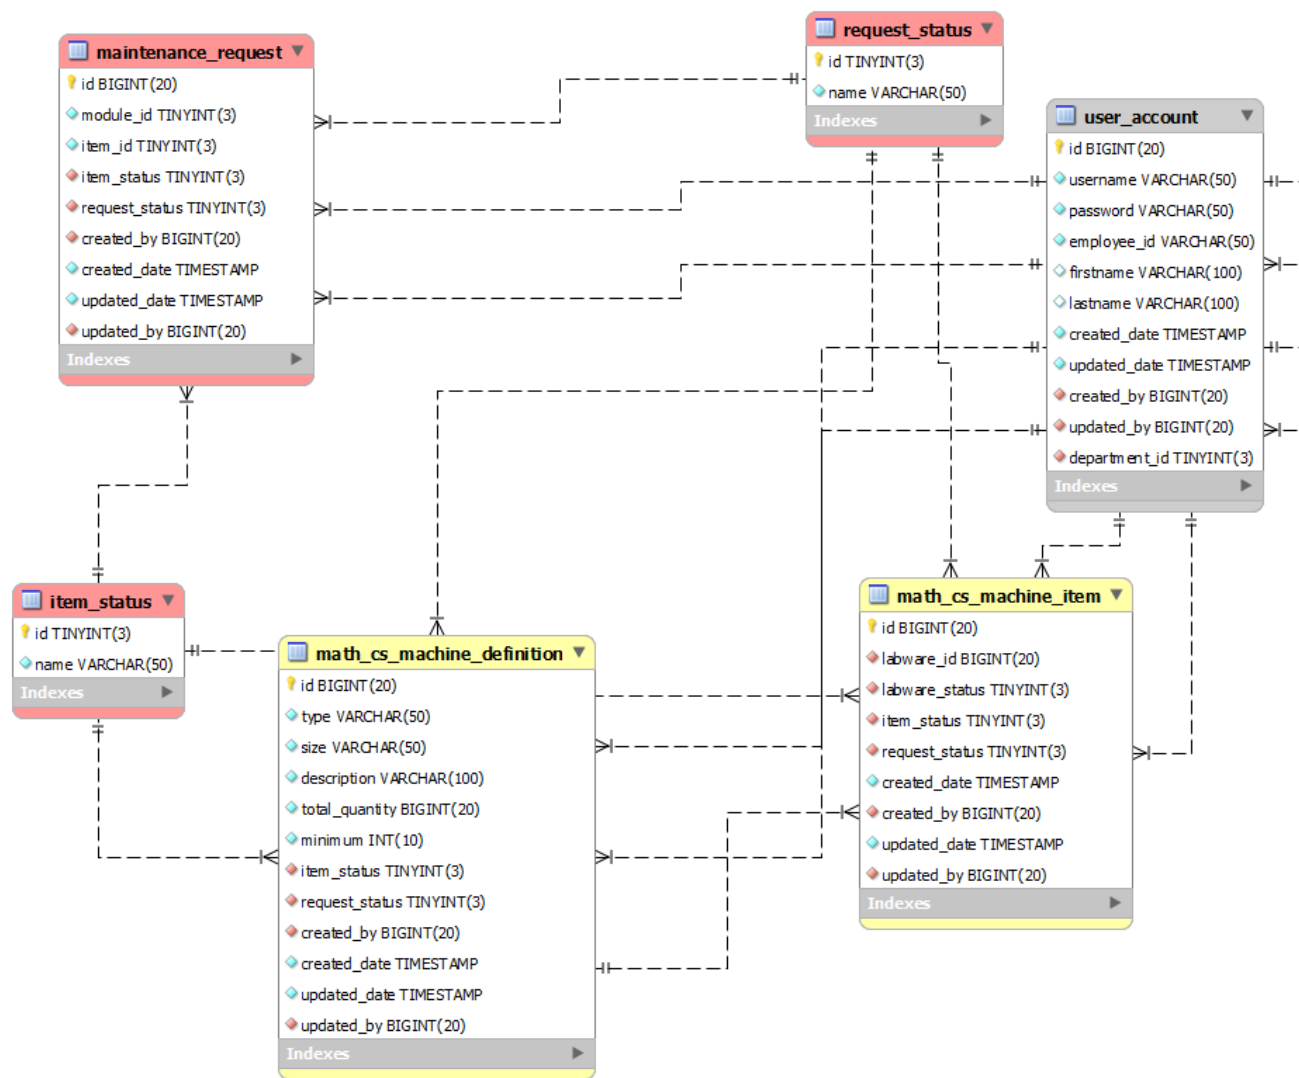 maintenance_request
id BIGINT(20)
module_id TINYINT(3)
item_id TINYINT(3)
item_status TINYINT(3)
request_status TINYINT(3)
created_by BIGINT(20)
created_date TIMESTAMP
updated_date TIMESTAMP
updated_by BIGINT(20)
Indexes
request_status
id TINYINT(3)
name VARCHAR(50)
Indexes
user_account
id BIGINT(20)
username VARCHAR(50)
password VARCHAR(50)
employee_id VARCHAR(50)
firstname VARCHAR(100)
lastname VARCHAR(100)
created_date TIMESTAMP
updated_date TIMESTAMP
created_by BIGINT(20)
updated_by BIGINT(20)
department_id TINYINT(3)
Indexes
item_status
id TINYINT(3)
name VARCHAR(50)
Indexes
math_cs_machine_definition
id BIGINT(20)
type VARCHAR(50)
size VARCHAR(50)
description VARCHAR(100)
total_quantity BIGINT(20)
minimum INT(10)
item_status TINYINT(3)
request_status TINYINT(3)
created_by BIGINT(20)
created_date TIMESTAMP
updated_date TIMESTAMP
updated_by BIGINT(20)
Indexes
math_cs_machine_item
id BIGINT(20)
labware_id BIGINT(20)
labware_status TINYINT(3)
item_status TINYINT(3)
request_status TINYINT(3)
created_date TIMESTAMP
created_by BIGINT(20)
updated_date TIMESTAMP
updated_by BIGINT(20)
Indexes